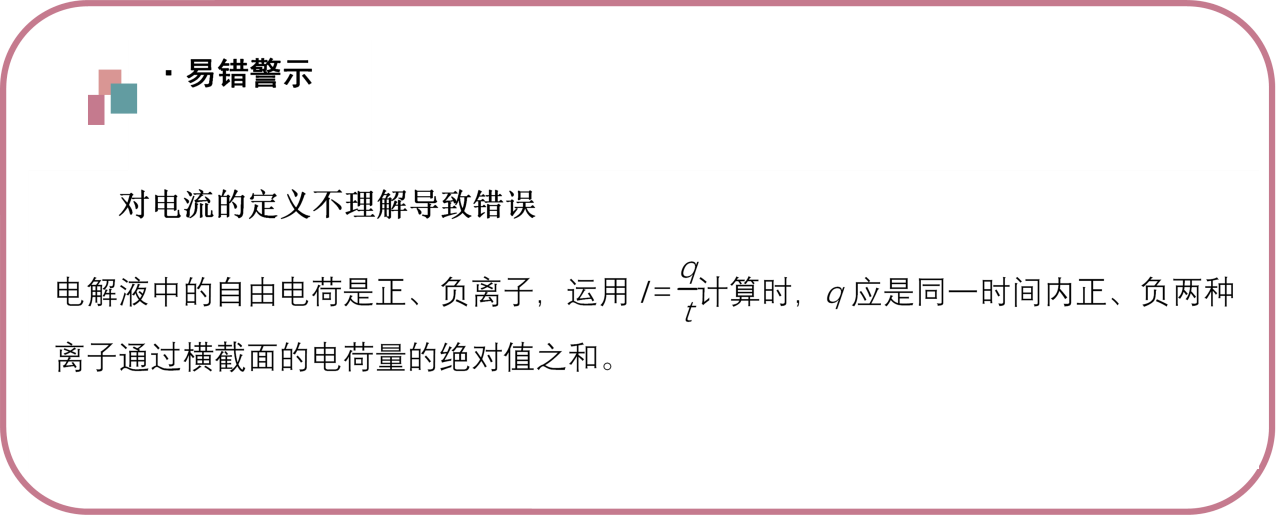 ·易错警示
对电流的定义不理解导致错误
电解液中的自由电荷是正、负离子，运用 I=q/t计算时，q 应是同一时间内正、负两种
离子通过横截面的电荷量的绝对值之和。